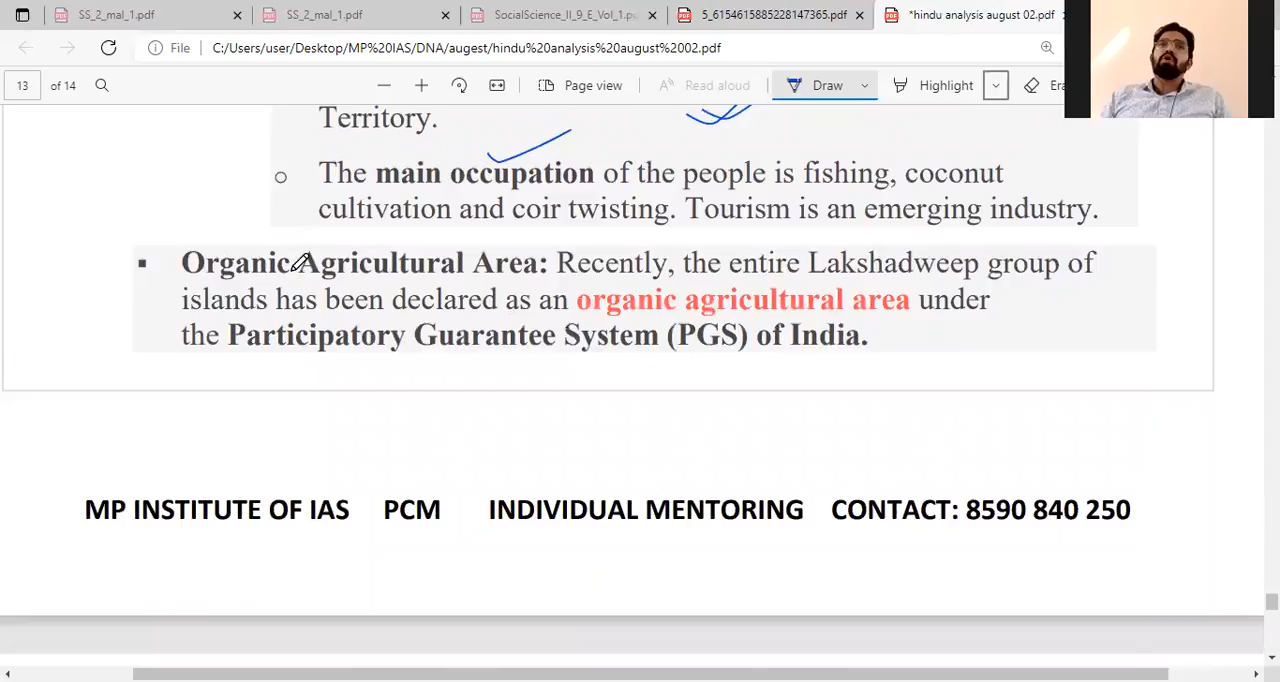 SS_2_mal_1.pdf
SS_2_mal_1.pdf
SocialScience_II_9_E_Vol_1.p
5_6154615885228147365.pdf
*hindu analysis august 02.pdf
File
C:/Users/user/Desktop/MP%20IAS/DNA/augest/hindu%20analysis%20august%2002.pdf
13 of 14
Page view
Read aloud
Draw
Highlight
Era
Territory.
The main occupation of the people is fishing, coconut
cultivation and coir twisting. Tourism is an emerging industry.
Organic Agricultural Area: Recently, the entire Lakshadweep group of
islands has been declared as an organic agricultural area under
the Participatory Guarantee System (PGS) of India.
MP INSTITUTE OF IAS PCM INDIVIDUAL MENTORING CONTACT: 8590 840 250